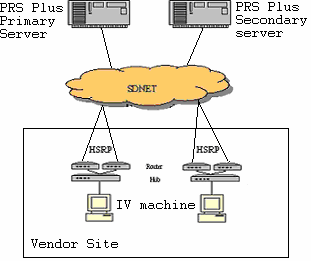 PRS Plus
Primary
Server
PRS Plus
Secondary
server
SDNET
HSRP
HSRP
Router
Hub
IV machine
Vendor Site